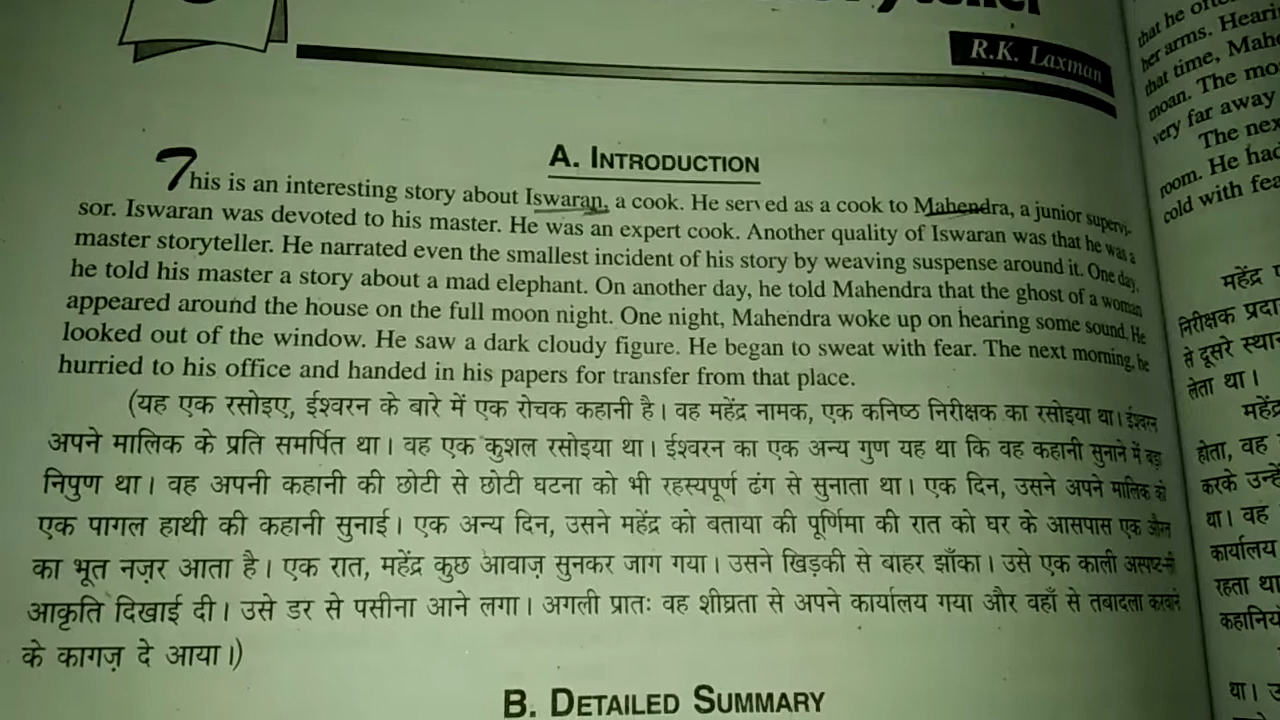 R.K. Laxman
A. INTRODUCTION
This is an interesting story about Iswaran, a cook. He served as a cook to Mahendra, a junior supervi-
sor. Iswaran was devoted to his master. He was an expert cook. Another quality of Iswaran was that he was a
master storyteller. He narrated even the smallest incident of his story by weaving suspense around it. One day,
he told his master a story about a mad elephant. On another day, he told Mahendra that the ghost of a woman
appeared around the house on the full moon night. One night, Mahendra woke up on hearing some sound. He
looked out of the window. He saw a dark cloudy figure. He began to sweat with fear. The next morning, he
hurried to his office and handed in his papers for transfer from that place.
(यह एक रसोइए, ईश्वरन के बारे में एक रोचक कहानी है। वह महेंद्र नामक, एक कनिष्ठ निरीक्षक का रसोइया था। ईश्वरन
अपने मालिक के प्रति समर्पित था। वह एक कुशल रसोइया था। ईश्वरन का एक अन्य गुण यह था कि वह कहानी सुनाने में बड़ा
निपुण था। वह अपनी कहानी की छोटी से छोटी घटना को भी रहस्यपूर्ण ढंग से सुनाता था। एक दिन, उसने अपने मालिक को
एक पागल हाथी की कहानी सुनाई। एक अन्य दिन, उसने महेंद्र को बताया की पूर्णिमा की रात को घर के आसपास एक औरत
का भूत नज़र आता है। एक रात, महेंद्र कुछ आवाज़ सुनकर जाग गया। उसने खिड़की से बाहर झाँका। उसे एक काली अस्पष्ट-सी
आकृति दिखाई दी। उसे डर से पसीना आने लगा। अगली प्रातः वह शीघ्रता से अपने कार्यालय गया और वहाँ से तबादला करवाने
के कागज़ दे आया।)
B. DETAILED SUMMARY
that he
her arms.
that time,
moan. The
very far away
The
room. He had
cold with
महेंद्र
निरीक्षक
से दूसरे
लेता था।
होता, वह
करके उन्हें
था। वह
कार्यालय
रहता था
था।